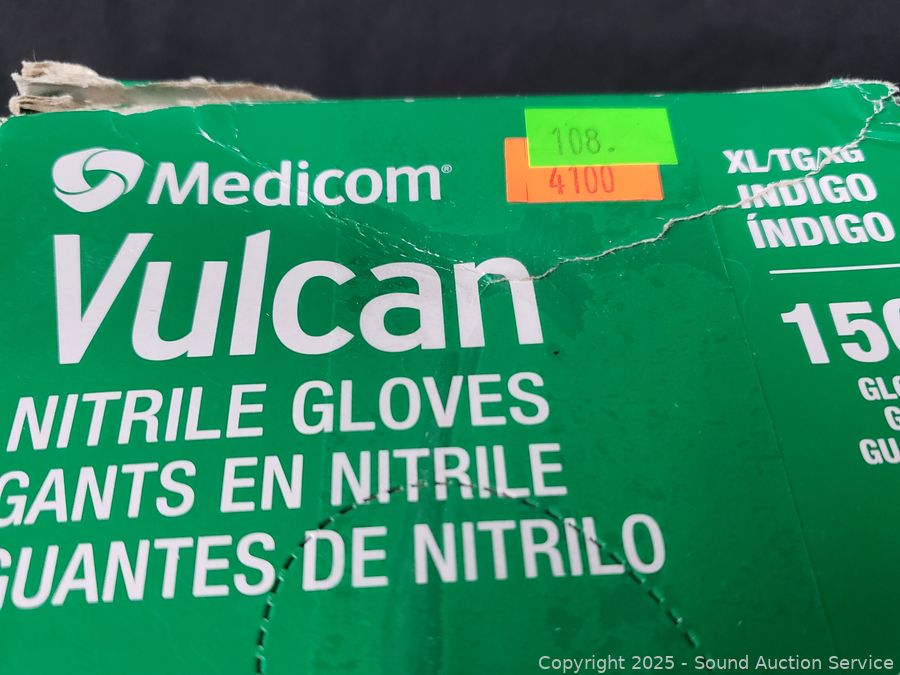 Medicom®
Vulcan
NITRILE GLOVES
GANTS EN NITRILE
GUANTES DE NITRILO
108.
4100
XL/TG/XG
INDIGO
ÍNDIGO
150
Copyright © 2025 - Sound Auction Service